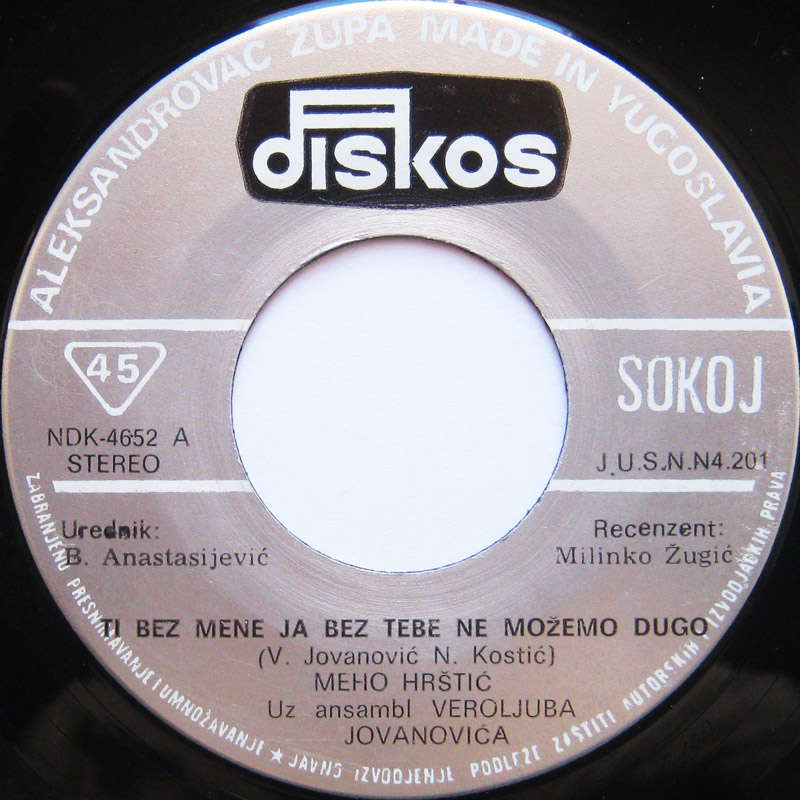 ALEKSANDROVAC ŽUPA MADE IN YUGOSLAVIA
diskos
45
SOKOJ
NDK-4652 A
STEREO
J.U.S.N.N4.201
Urednik:
B. Anastasijević
Recenzent:
Milinko Žugić
TI BEZ MENE JA BEZ TEBE NE MOŽEMO DUGO
(V. Jovanović N. Kostić)
MEHO HRŠTIĆ
Uz ansambl VEROLJUBA
JOVANOVIĆA
ZABRANJENO PRESNIMAVANJE I UMNOŽAVANJE ★ JAVNO IZVODJENJE PODLEŽE ZAŠTITI AUTORSKIH IZVODJAČKIH PRAVA